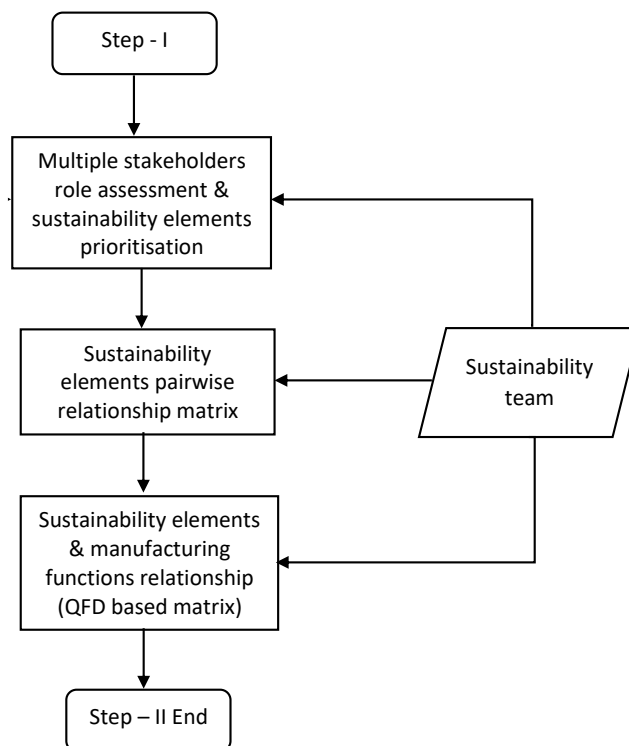 Step - I
Multiple stakeholders
role assessment &
sustainability elements
prioritisation
Sustainability
elements pairwise
relationship matrix
Sustainability
team
Sustainability elements
& manufacturing
functions relationship
(QFD based matrix)
Step – II End